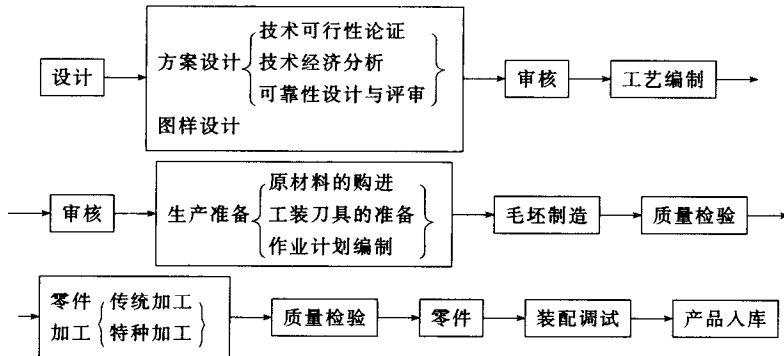 技术可行性论证
方案设计 技术经济分析
设计 可靠性设计与评审 审核 工艺编制
图样设计
原材料的购进
审核 生产准备 工装刀具的准备 毛坯制造 质量检验
作业计划编制
零件 传统加工
加工 特种加工 质量检验 零件 装配调试 产品入库